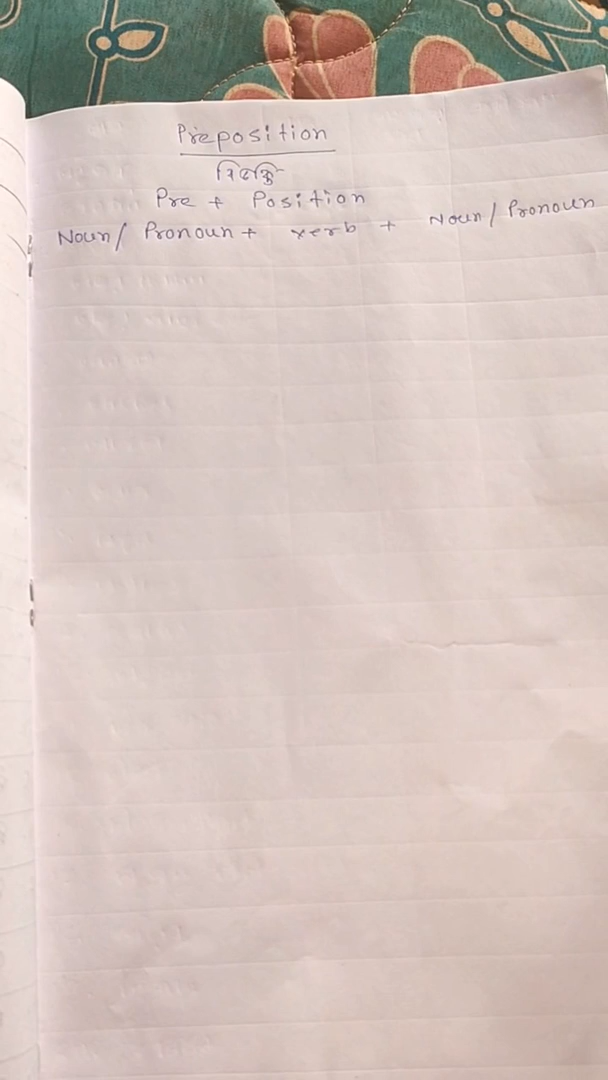 Preposition
বিভক্তি
Pre + Position
Noun/ Pronoun + verb + Noun / Pronoun